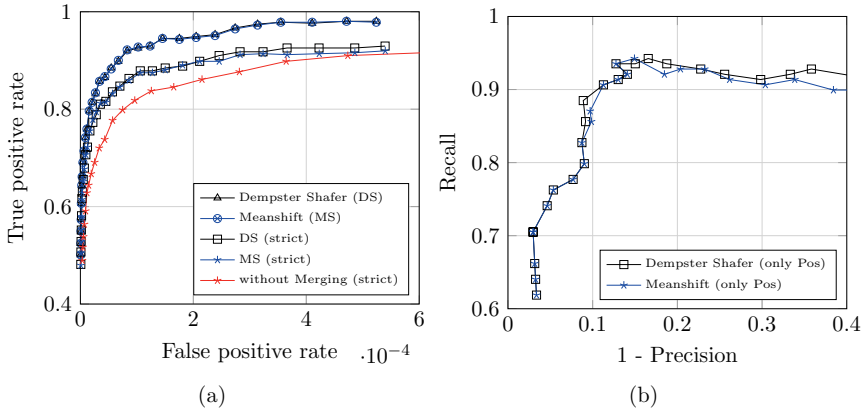 1
0.8
0.6
0.4
True positive rate
0
2
4
6
False positive rate
·10⁻⁴
Dempster Shafer (DS)
Meanshift (MS)
DS (strict)
MS (strict)
without Merging (strict)
(a)
1
0.9
0.8
0.7
0.6
Recall
0
0.1
0.2
0.3
0.4
1 - Precision
Dempster Shafer (only Pos)
Meanshift (only Pos)
(b)